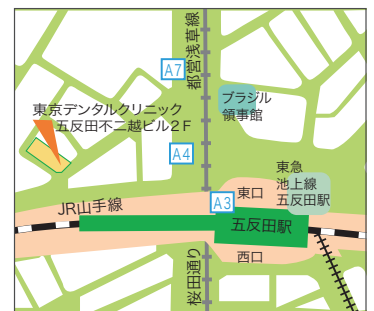 都営浅草線
A7
ブラジル
領事館
東京デンタルクリニック
五反田不二越ビル2F
A4
東急
池上線
五反田駅
A3
東口
JR山手線
五反田駅
西口
桜田通り